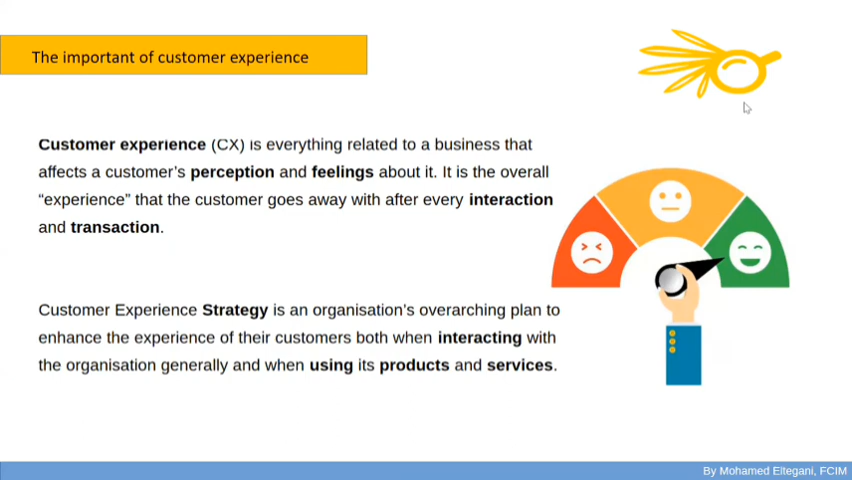 The important of customer experience
Customer experience (CX) is everything related to a business that
affects a customer’s perception and feelings about it. It is the overall
“experience” that the customer goes away with after every interaction
and transaction.
Customer Experience Strategy is an organisation’s overarching plan to
enhance the experience of their customers both when interacting with
the organisation generally and when using its products and services.
By Mohamed Eltegani, FCIM